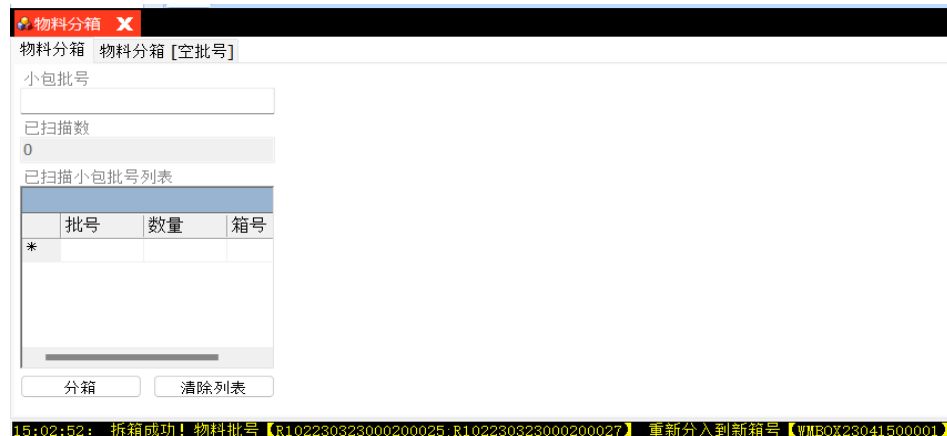 物料分箱 X
物料分箱 物料分箱 [空批号]
小包批号
已扫描数
0
已扫描小包批号列表
批号 数量 箱号
*
分箱 清除列表
15:02:52: 拆箱成功! 物料批号【R102230323000200025:R102230323000200027】 重新分入到新箱号【WMBOX23041500001】